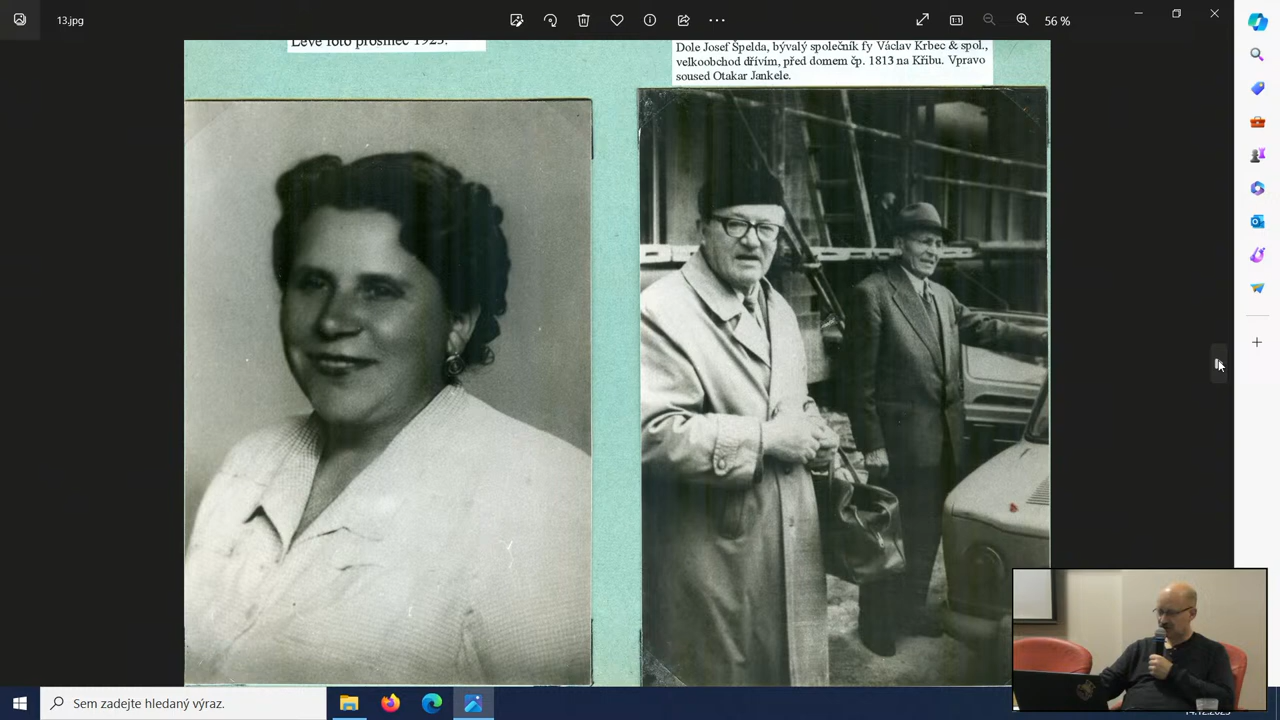 13.jpg
56 %
Levé foto prosinec 1925.
Dole Josef Špelda, bývalý společník fy Václav Krbec & spol.,
velkoobchod dřívím, před domem čp. 1813 na Křibu. Vpravo
soused Otakar Jankele.
Sem zadejte hledaný výraz.